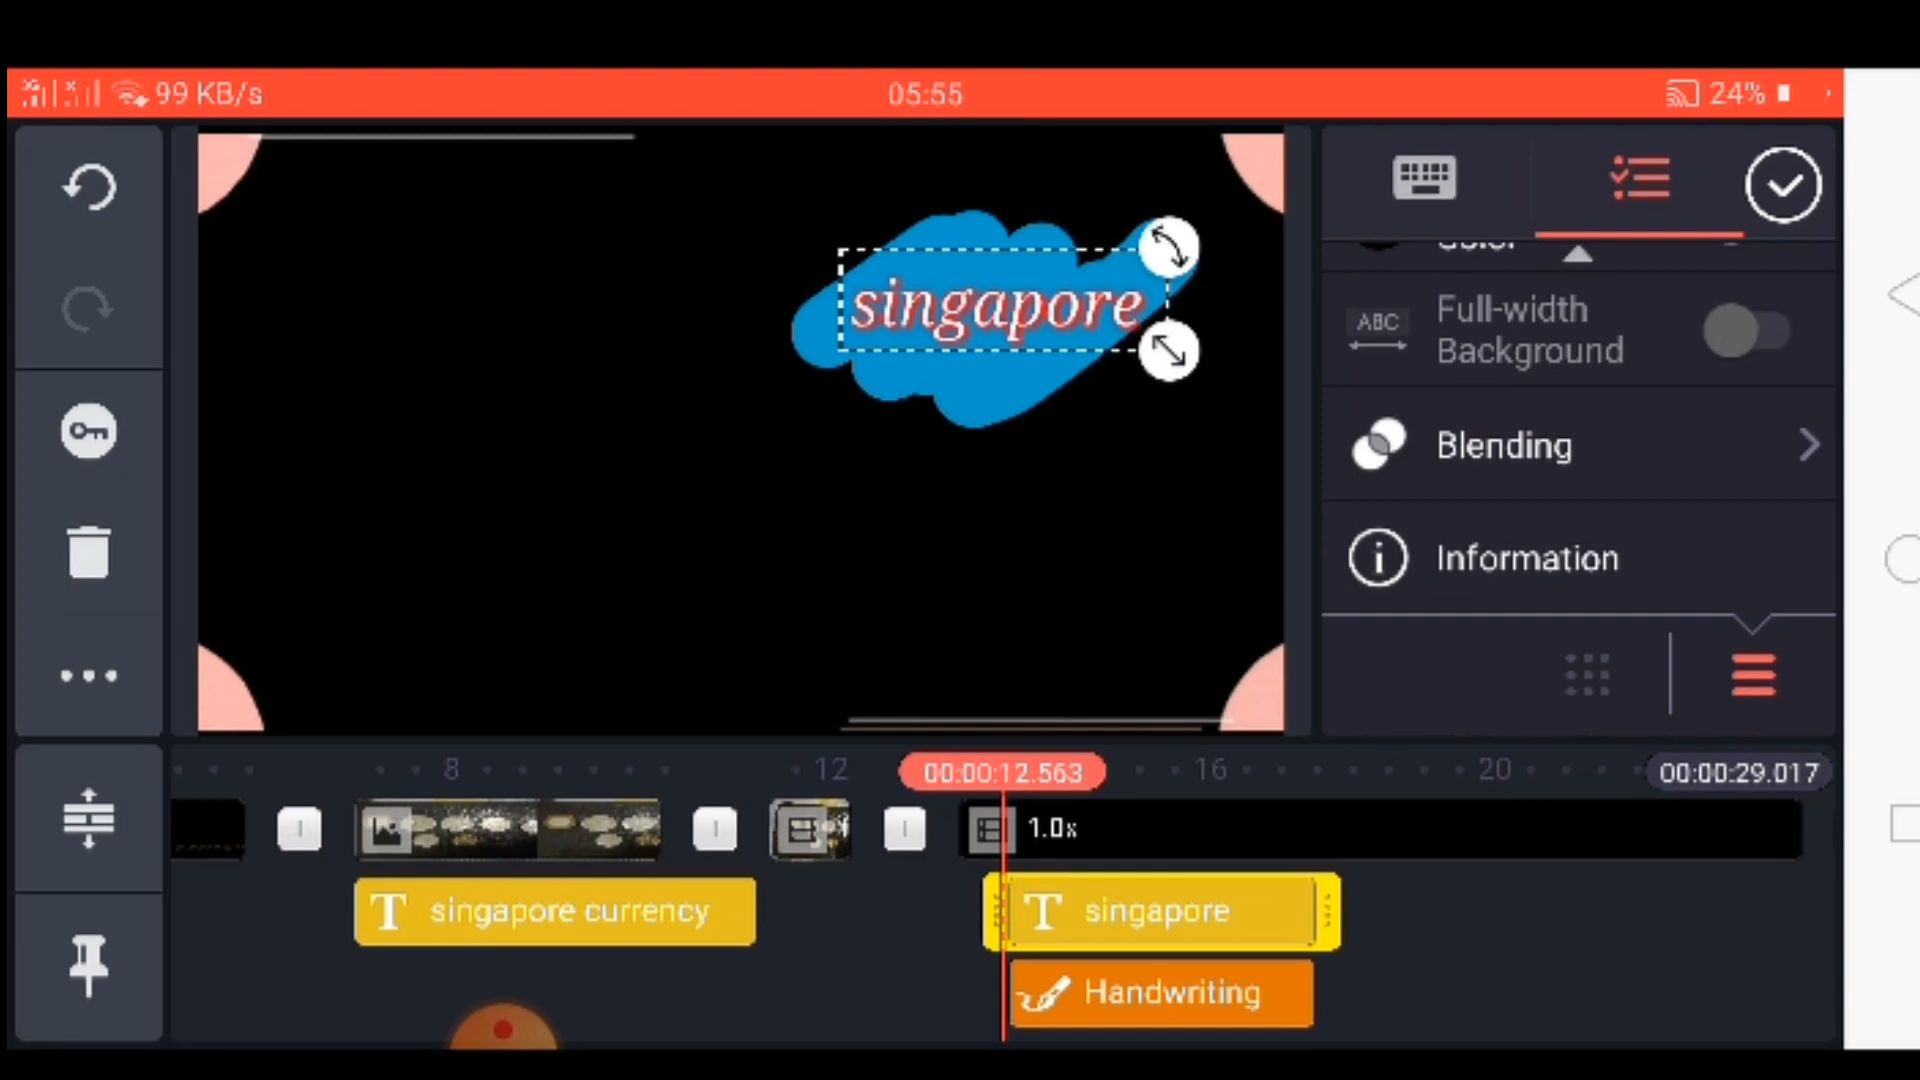 99 KB/s
05:55
24%
singapore
Color
ABC
Full-width
Background
Blending
Information
8
12
00:00:12.563
16
20
00:00:29.017
1.0x
T singapore currency
T singapore
Handwriting